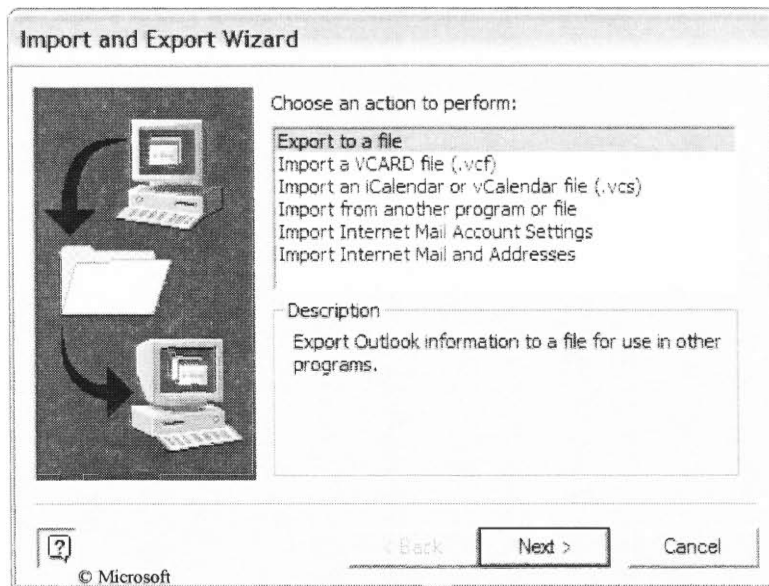 Import and Export Wizard
Choose an action to perform:
Export to a file
Import a VCARD file (.vcf)
Import an iCalendar or vCalendar file (.vcs)
Import from another program or file
Import Internet Mail Account Settings
Import Internet Mail and Addresses
Description
Export Outlook information to a file for use in other
programs.
?
< Back Next > Cancel
© Microsoft